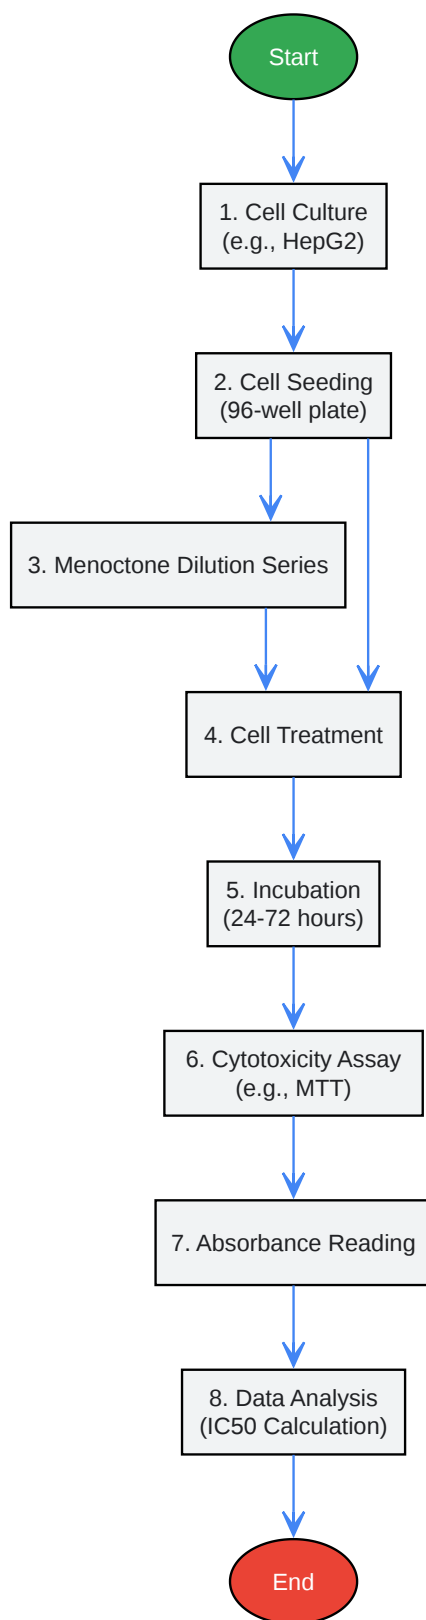 Start
1. Cell Culture
(e.g., HepG2)
2. Cell Seeding
(96-well plate)
3. Menoctone Dilution Series
4. Cell Treatment
5. Incubation
(24-72 hours)
6. Cytotoxicity Assay
(e.g., MTT)
7. Absorbance Reading
8. Data Analysis
(IC50 Calculation)
End